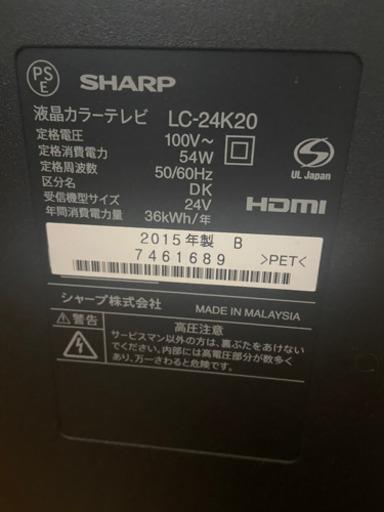 PS E
SHARP
液晶カラーテレビ LC-24K20
定格電圧 100V~
定格消費電力 54W
定格周波数 50/60Hz
区分名 DK
受信機型サイズ 24V
年間消費電力量 36kWh/年
UL Japan
HDMI
2015年製 B
7461689 >PET<
シャープ株式会社 MADE IN MALAYSIA
警告 高圧注意
サービスマン以外の方は、裏ぶたをあけない
でください。内部には高電圧部分が数多く
あり、万一さわると危険です。